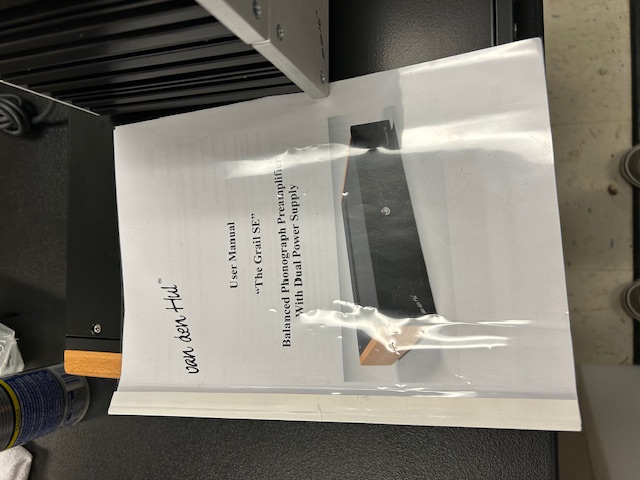 van den Hul®
User Manual
"The Grail SE"
Balanced Phonograph Preamplifier
With Dual Power Supply